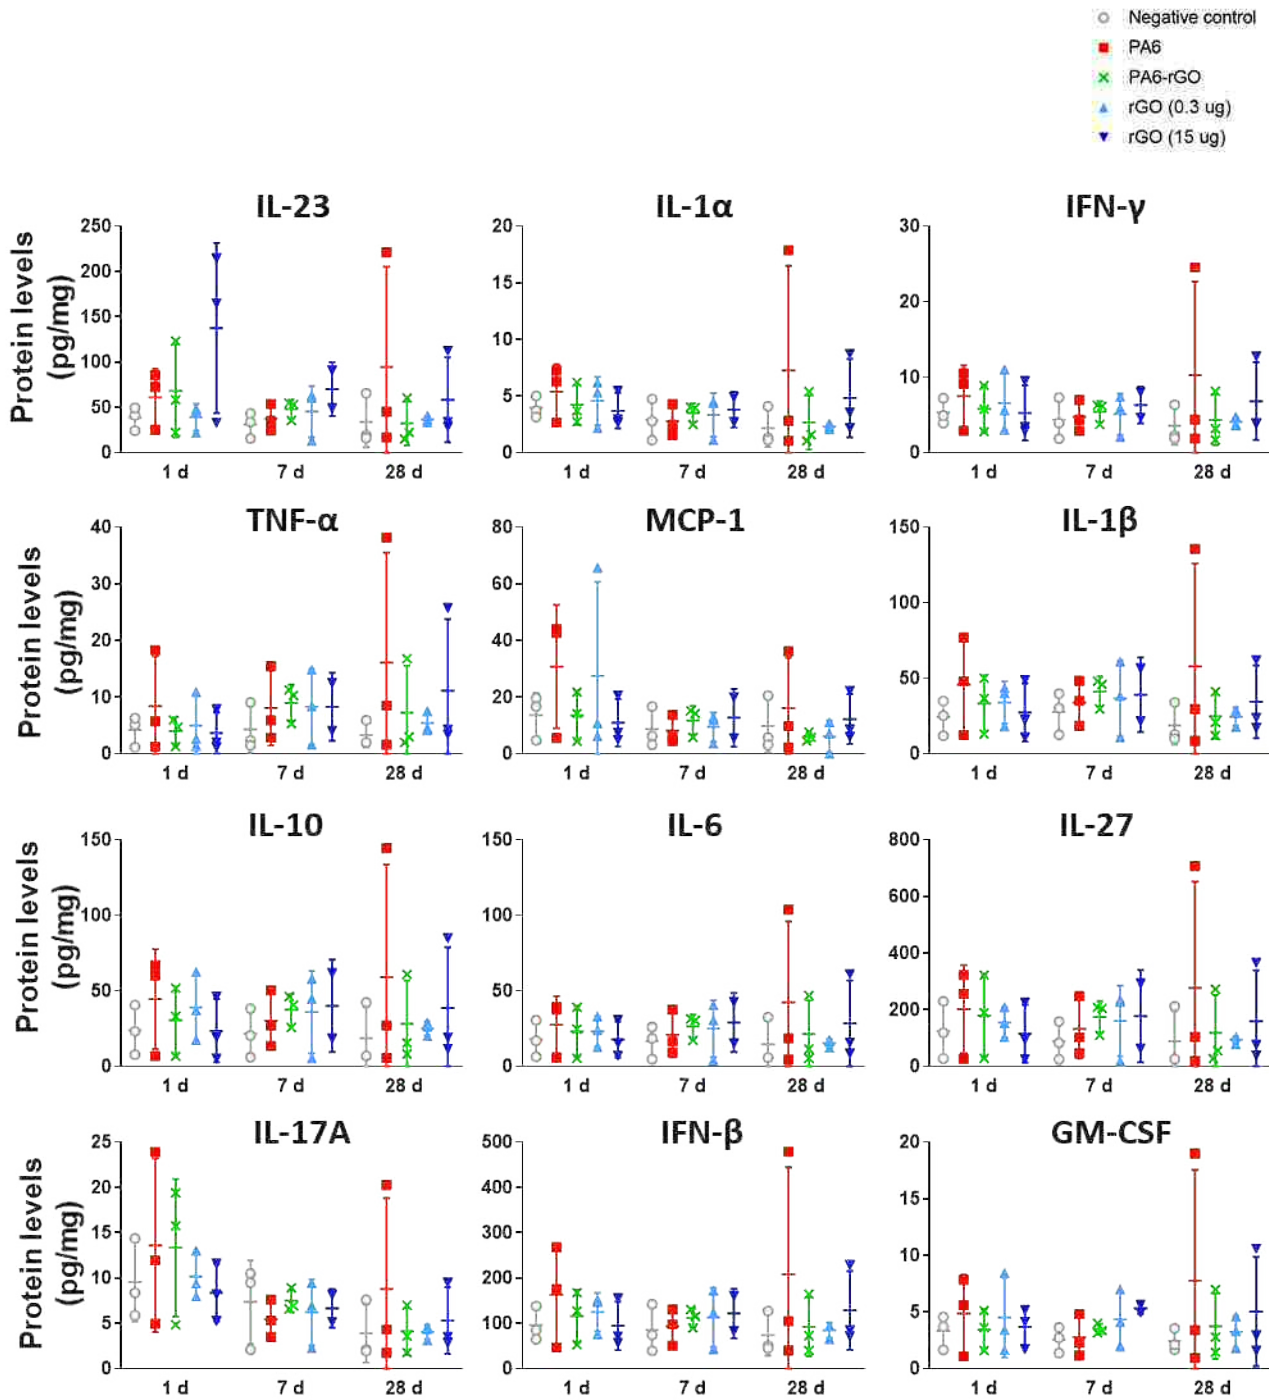 Negative control
PA6
PA6-rGO
rGO (0.3 ug)
rGO (15 ug)
IL-23
IL-1α
IFN-γ
Protein levels
(pg/mg)
250
200
150
100
50
0
1 d
7 d
28 d
20
15
10
5
0
1 d
7 d
28 d
30
20
10
0
1 d
7 d
28 d
TNF-α
MCP-1
IL-1β
Protein levels
(pg/mg)
40
30
20
10
0
1 d
7 d
28 d
80
60
40
20
0
1 d
7 d
28 d
150
100
50
0
1 d
7 d
28 d
IL-10
IL-6
IL-27
Protein levels
(pg/mg)
150
100
50
0
1 d
7 d
28 d
150
100
50
0
1 d
7 d
28 d
800
600
400
200
0
1 d
7 d
28 d
IL-17A
IFN-β
GM-CSF
Protein levels
(pg/mg)
25
20
15
10
5
0
1 d
7 d
28 d
500
400
300
200
100
0
1 d
7 d
28 d
20
15
10
5
0
1 d
7 d
28 d